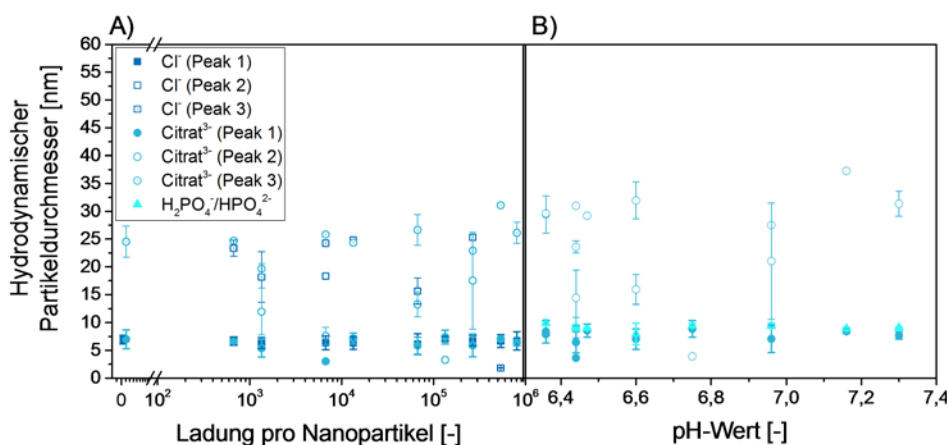 A)
B)
60
55
50
45
40
35
30
25
20
15
10
5
0
Hydrodynamischer
Partikeldurchmesser [nm]
Cl⁻ (Peak 1)
Cl⁻ (Peak 2)
Cl⁻ (Peak 3)
Citrat³⁻ (Peak 1)
Citrat³⁻ (Peak 2)
Citrat³⁻ (Peak 3)
H₂PO₄⁻/HPO₄²⁻
0 10² 10³ 10⁴ 10⁵ 10⁶ 6,4 6,6 6,8 7,0 7,2 7,4
Ladung pro Nanopartikel [-]
pH-Wert [-]